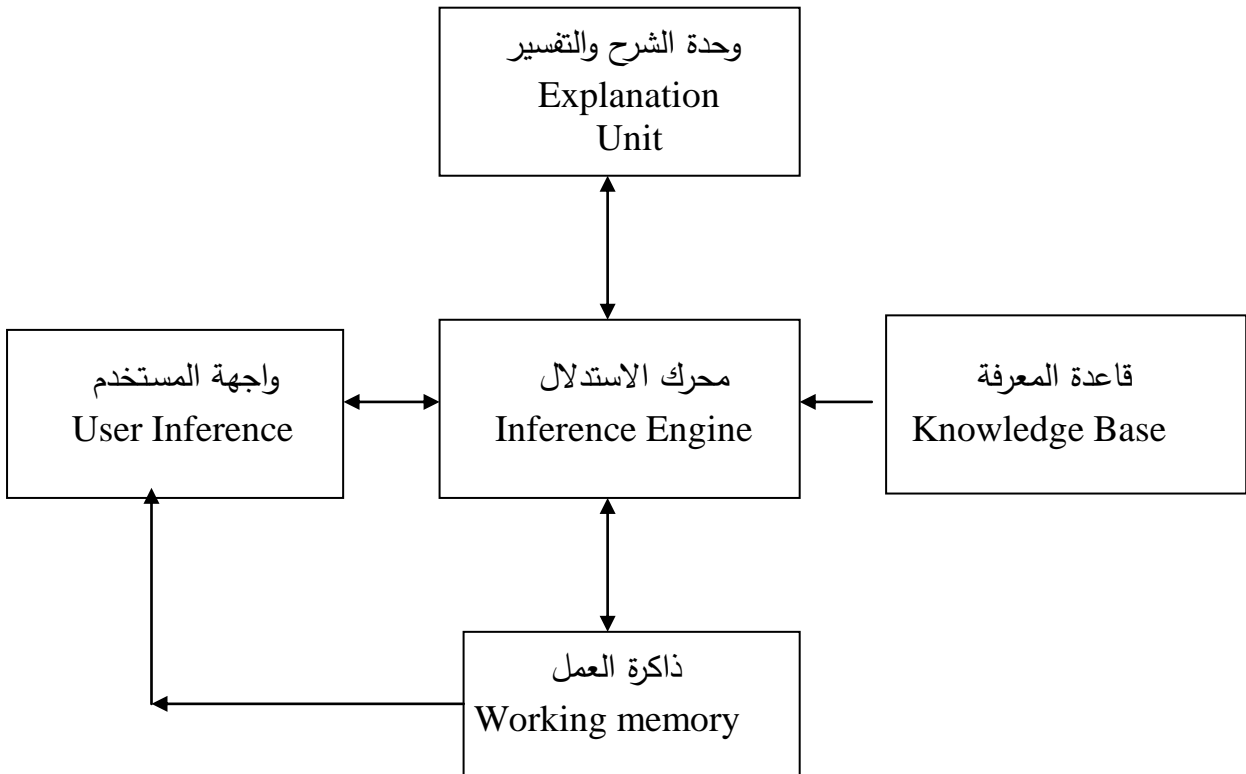 وحدة الشرح والتفسير
Explanation
Unit
واجهة المستخدم
User Inference
محرك الاستدلال
Inference Engine
قاعدة المعرفة
Knowledge Base
ذاكرة العمل
Working memory